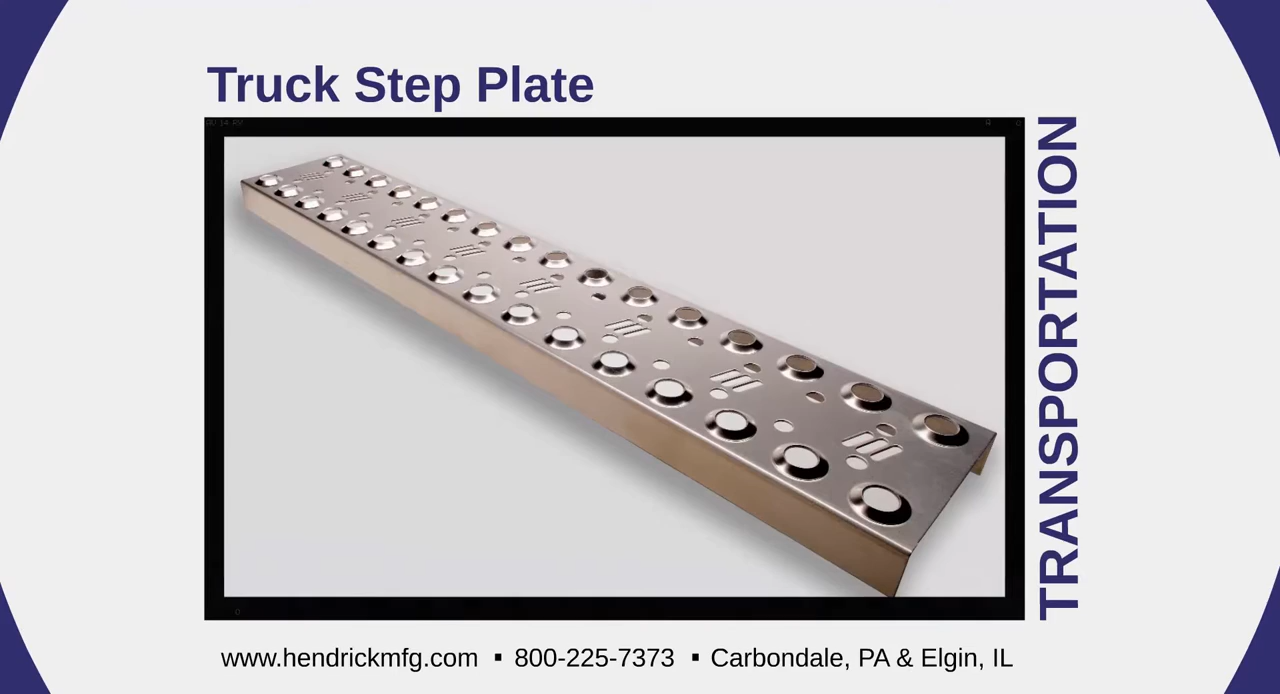 Truck Step Plate
TRANSPORTATION
www.hendrickmfg.com ▪ 800-225-7373 ▪ Carbondale, PA & Elgin, IL